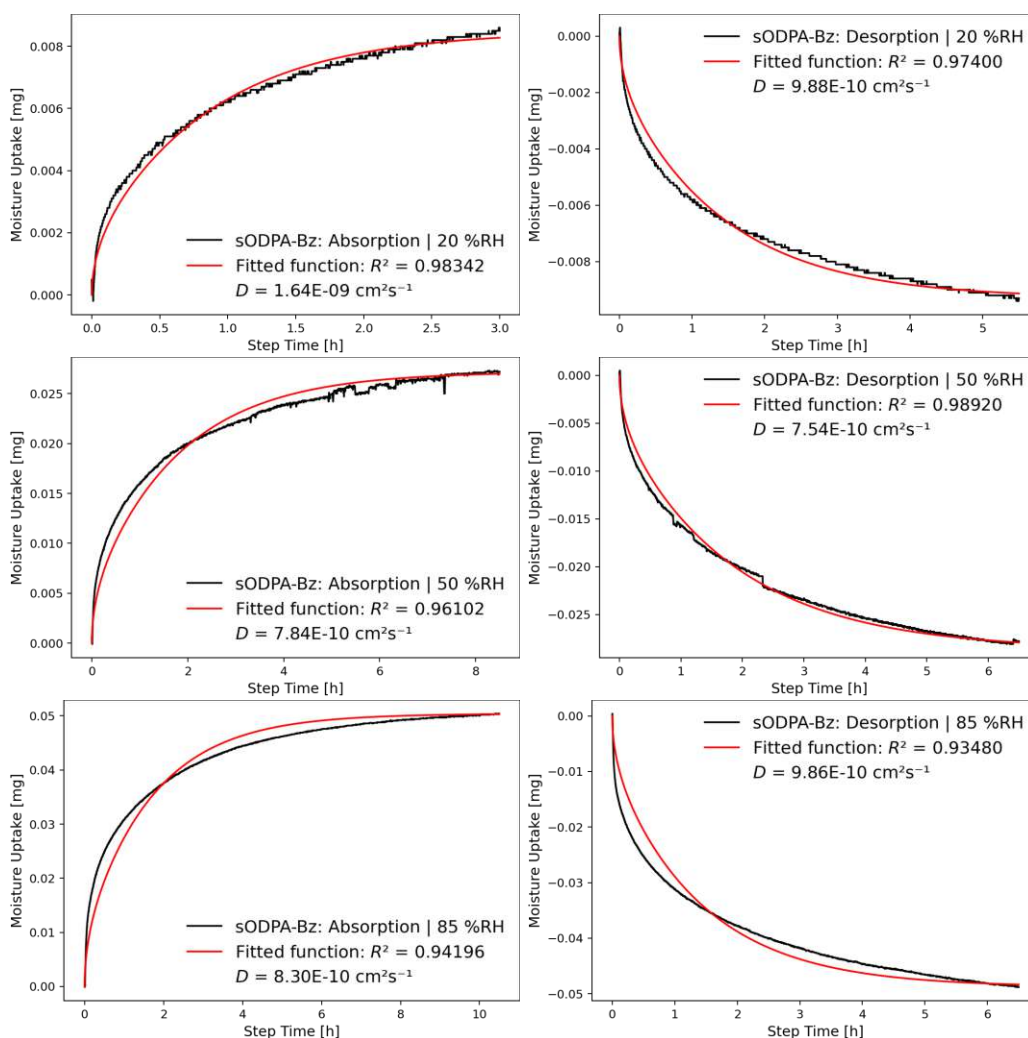 0.008
0.006
0.004
0.002
0.000
Moisture Uptake [mg]
sODPA-Bz: Absorption | 20 %RH
Fitted function: R² = 0.98342
D = 1.64E-09 cm²s⁻¹
0.0 0.5 1.0 1.5 2.0 2.5 3.0
Step Time [h]
0.000
−0.002
−0.004
−0.006
−0.008
Moisture Uptake [mg]
sODPA-Bz: Desorption | 20 %RH
Fitted function: R² = 0.97400
D = 9.88E-10 cm²s⁻¹
0 1 2 3 4 5
Step Time [h]
0.025
0.020
0.015
0.010
0.005
0.000
Moisture Uptake [mg]
sODPA-Bz: Absorption | 50 %RH
Fitted function: R² = 0.96102
D = 7.84E-10 cm²s⁻¹
0 2 4 6 8
Step Time [h]
0.000
−0.005
−0.010
−0.015
−0.020
−0.025
Moisture Uptake [mg]
sODPA-Bz: Desorption | 50 %RH
Fitted function: R² = 0.98920
D = 7.54E-10 cm²s⁻¹
0 1 2 3 4 5 6
Step Time [h]
0.05
0.04
0.03
0.02
0.01
0.00
Moisture Uptake [mg]
sODPA-Bz: Absorption | 85 %RH
Fitted function: R² = 0.94196
D = 8.30E-10 cm²s⁻¹
0 2 4 6 8 10
Step Time [h]
0.00
−0.01
−0.02
−0.03
−0.04
−0.05
Moisture Uptake [mg]
sODPA-Bz: Desorption | 85 %RH
Fitted function: R² = 0.93480
D = 9.86E-10 cm²s⁻¹
0 1 2 3 4 5 6
Step Time [h]